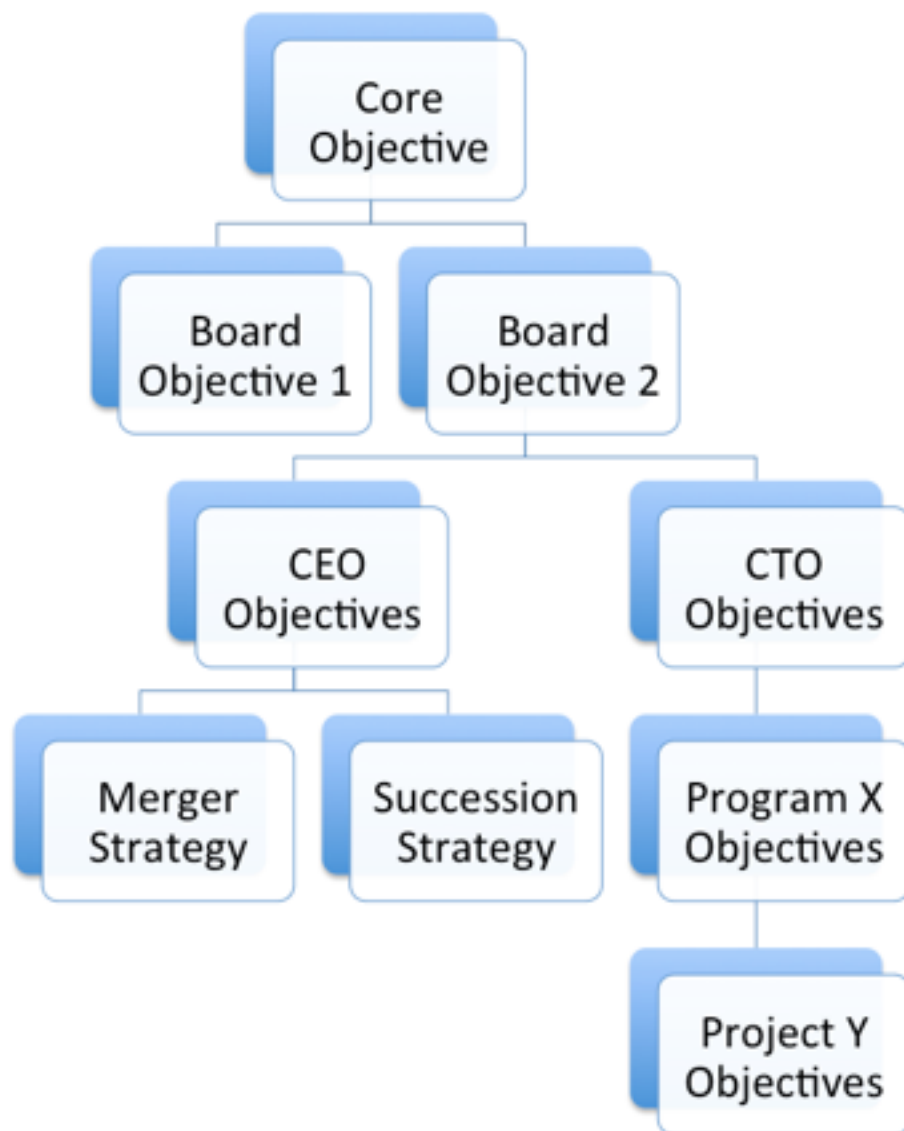 Core
Objective
Board
Objective 1
Board
Objective 2
CEO
Objectives
CTO
Objectives
Merger
Strategy
Succession
Strategy
Program X
Objectives
Project Y
Objectives